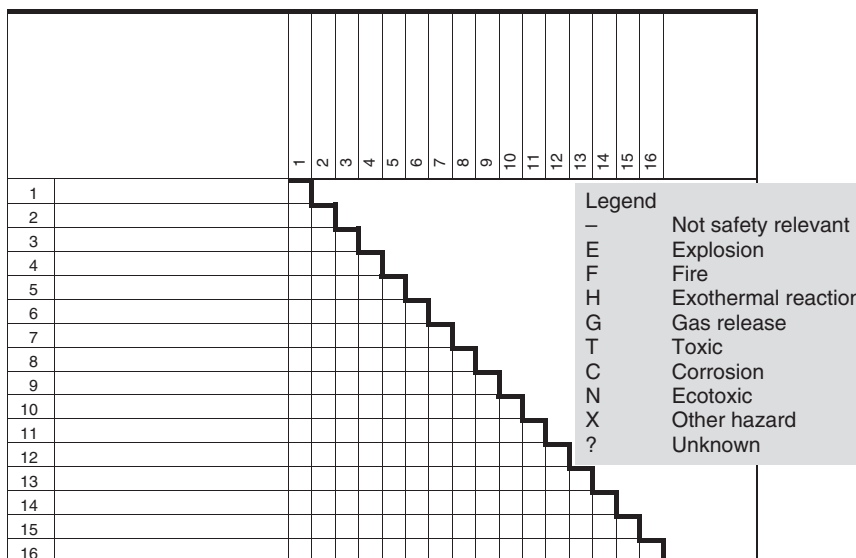 1 2 3 4 5 6 7 8 9 10 11 12 13 14 15 16
1
2
3
4
5
6
7
8
9
10
11
12
13
14
15
16
Legend
– Not safety relevant
E Explosion
F Fire
H Exothermal reaction
G Gas release
T Toxic
C Corrosion
N Ecotoxic
X Other hazard
? Unknown